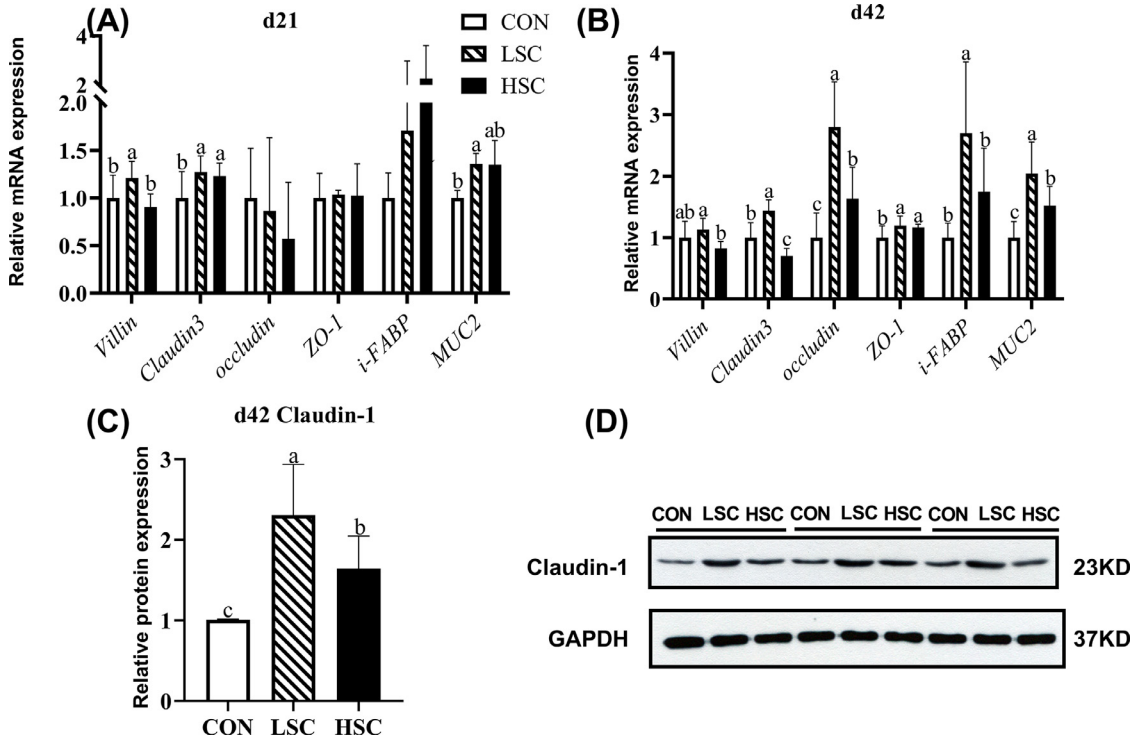 (A)
d21
CON
LSC
HSC
Relative mRNA expression
4
2
2.0
1.5
1.0
0.5
0.0
b a b
b a a
b a ab
Villin
Claudin3
occludin
ZO-1
i-FABP
MUC2
(B)
d42
Relative mRNA expression
4
3
2
1
0
ab a b
b a c
c a b
b a a
b a b
c a b
Villin
Claudin3
occludin
ZO-1
i-FABP
MUC2
(C)
d42 Claudin-1
Relative protein expression
3
2
1
0
c
a
b
CON LSC HSC
(D)
CON LSC HSC CON LSC HSC CON LSC HSC
Claudin-1
23KD
GAPDH
37KD